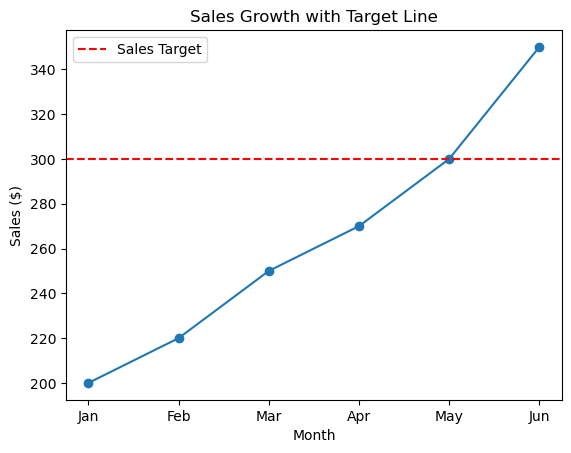 Sales Growth with Target Line
Sales Target
340
320
300
280
260
240
220
200
Sales ($)
Jan Feb Mar Apr May Jun
Month